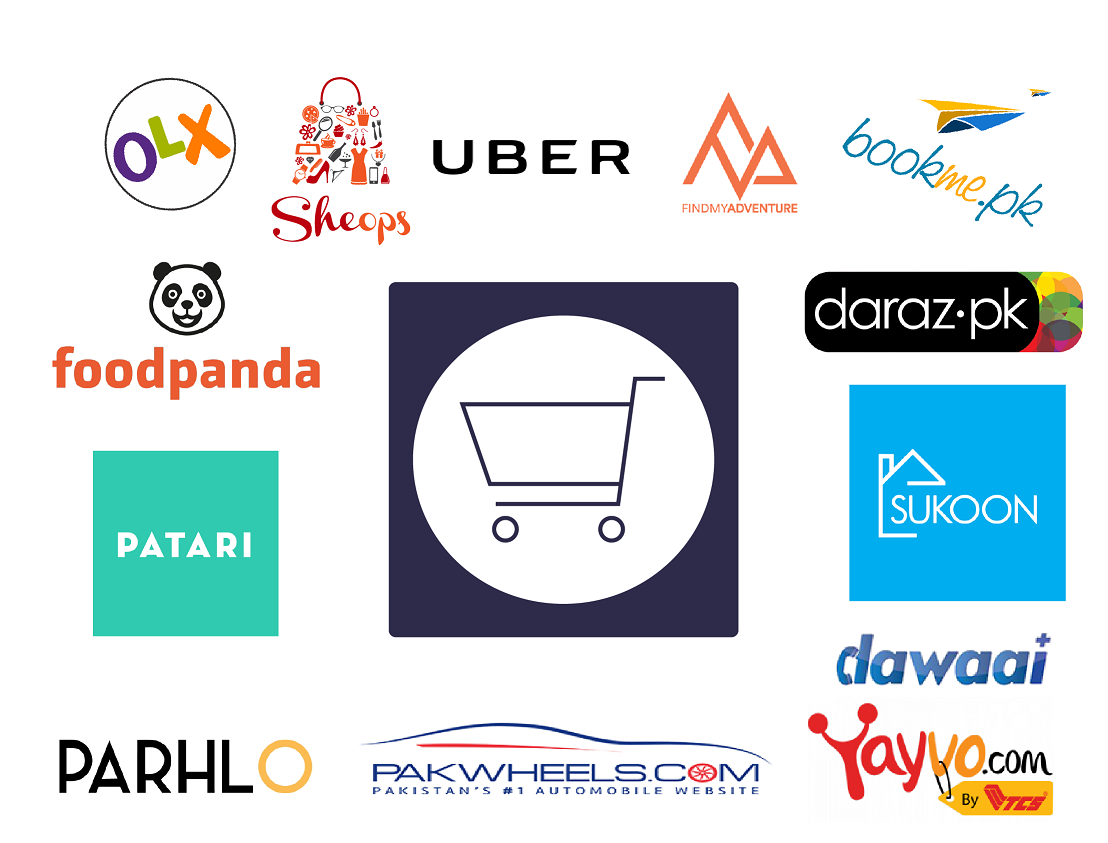 OLX
Sheops
UBER
FINDMYADVENTURE
bookme.pk
foodpanda
daraz.pk
PATARI
SUKOON
dawaai
PARHLO
PAKWHEELS.COM
PAKISTAN'S #1 AUTOMOBILE WEBSITE
Yayvo.com
By TCS